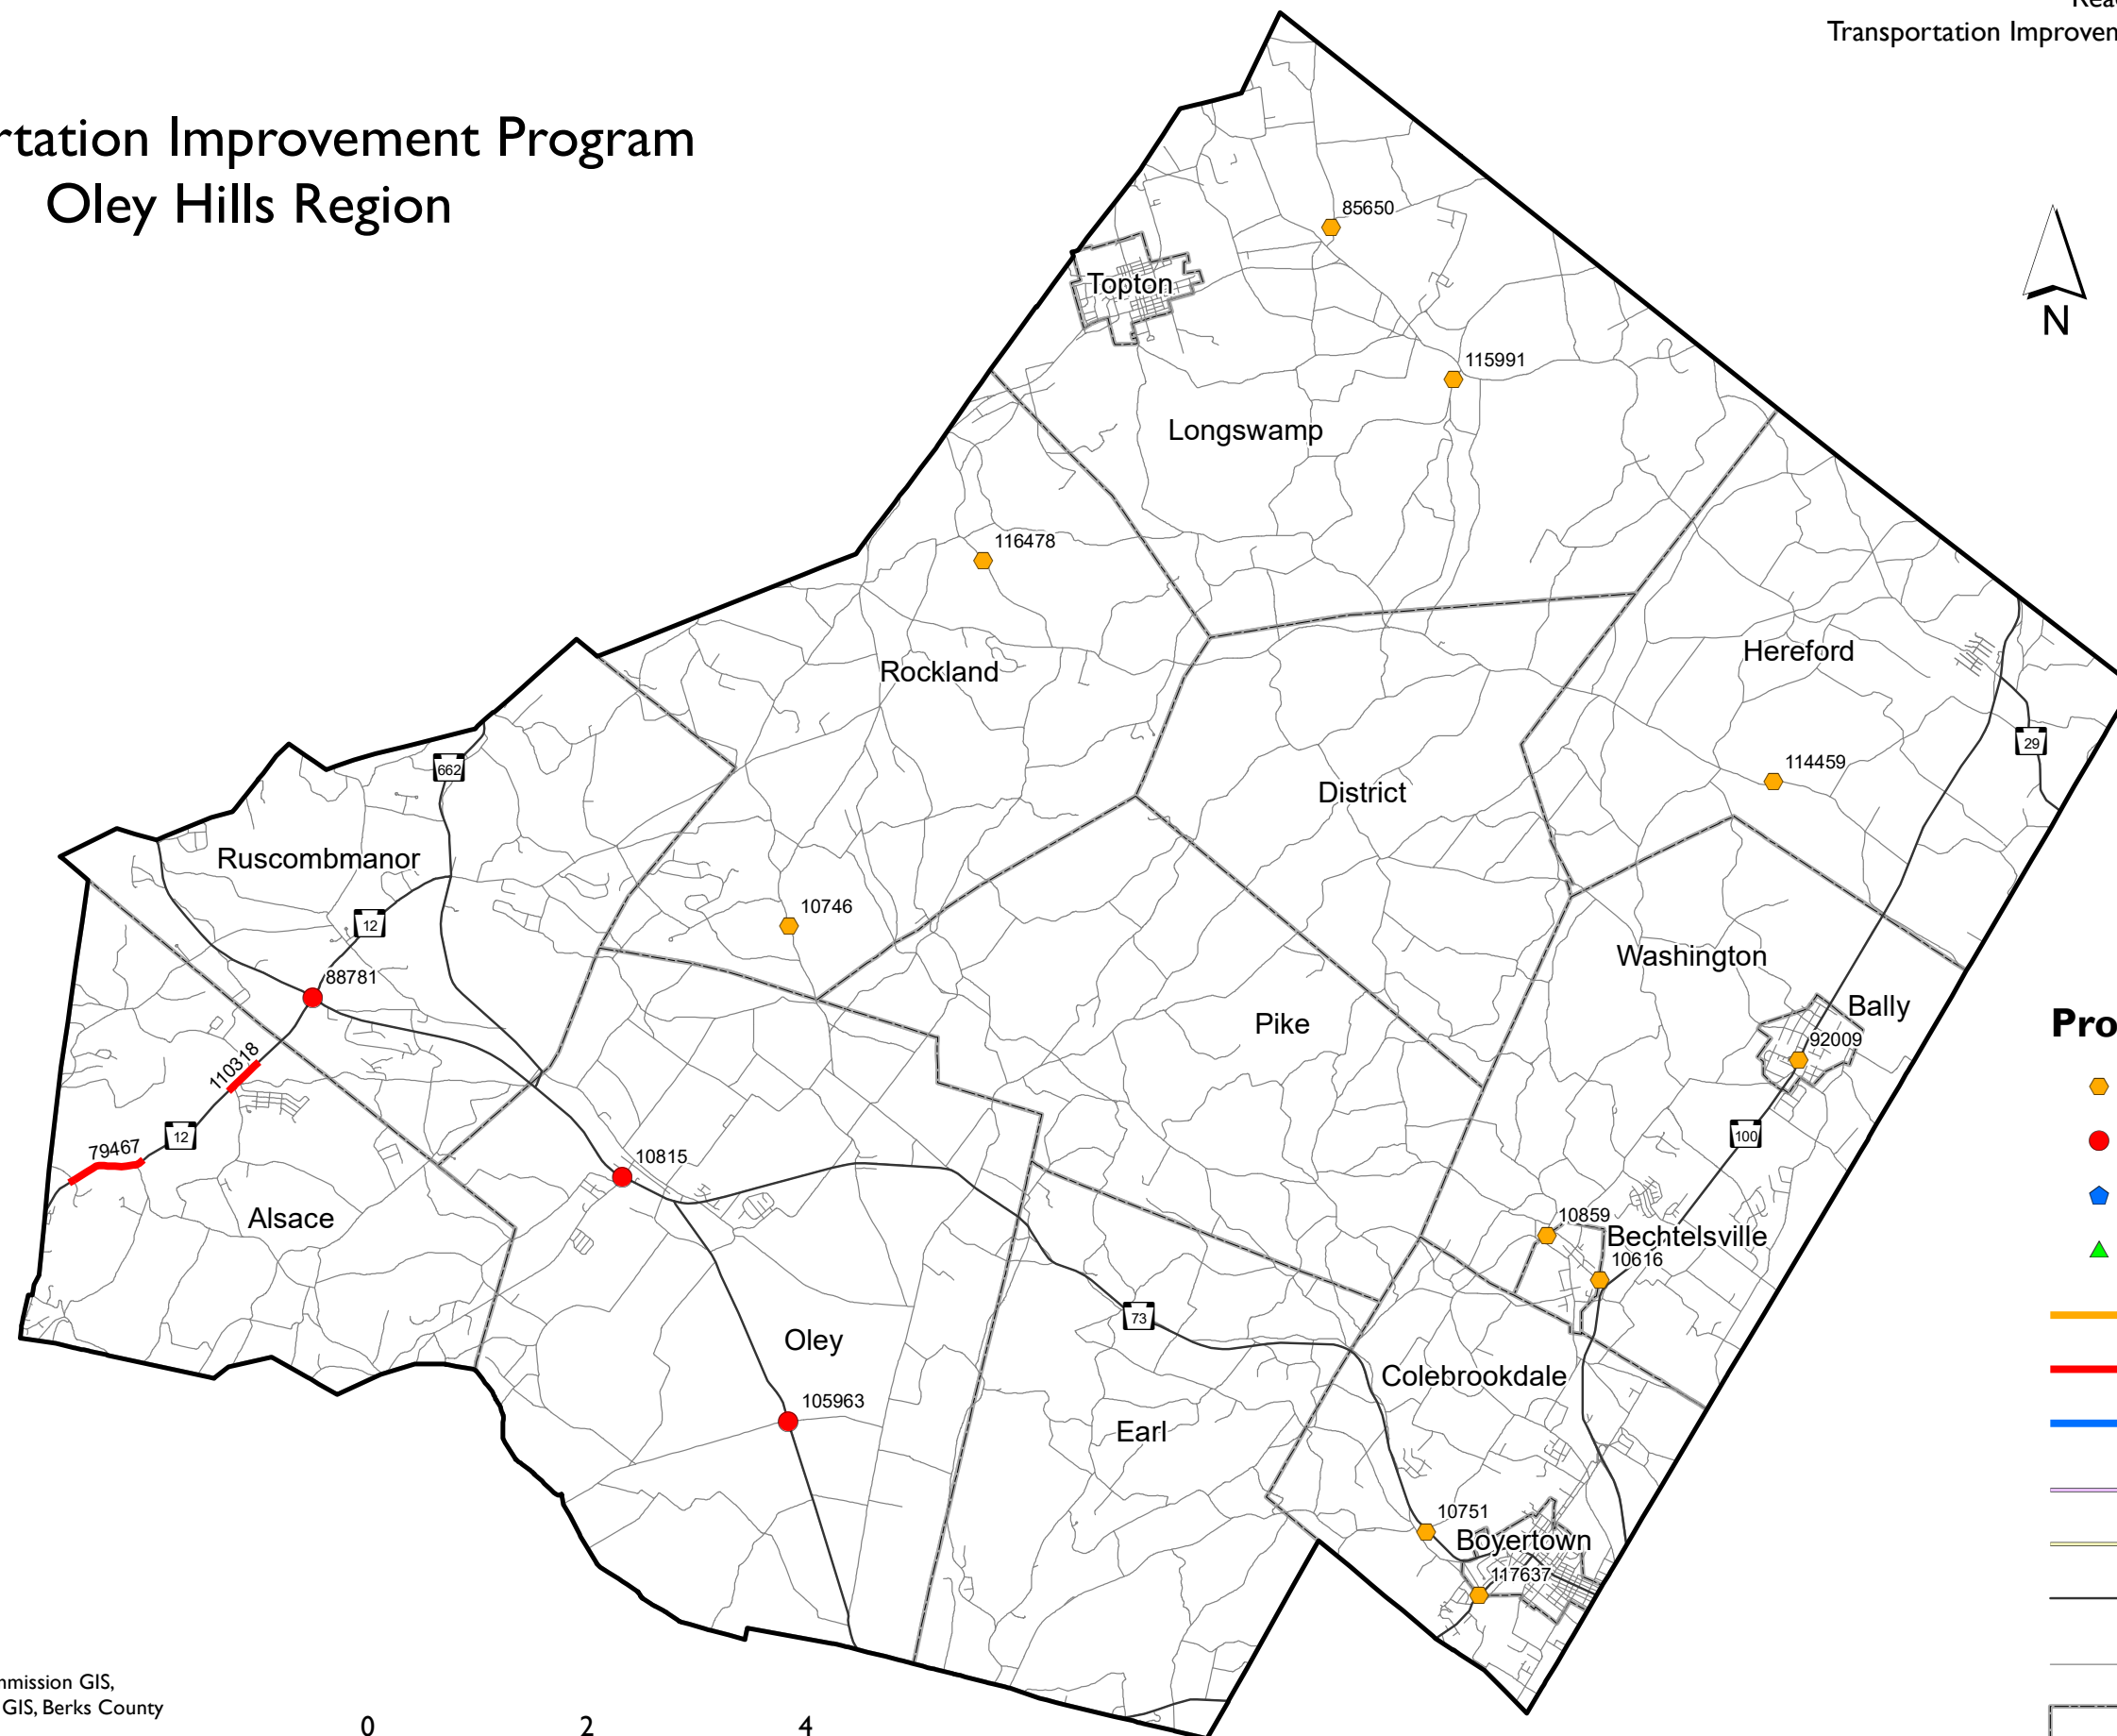 Transportation Improvem
rtation Improvement Program
Oley Hills Region
85650
N
Topton
115991
Longswamp
116478
Hereford
Rockland
29
662
114459
District
Ruscombmanor
10746
12
Washington
88781
Bally
Pike
Pro
92009
110318
12
100
79467
10815
Alsace
10859
Bechtelsville
10616
73
Oley
Colebrookdale
105963
Earl
10751
Boyertown
117637
mmission GIS,
GIS, Berks County
0 2 4